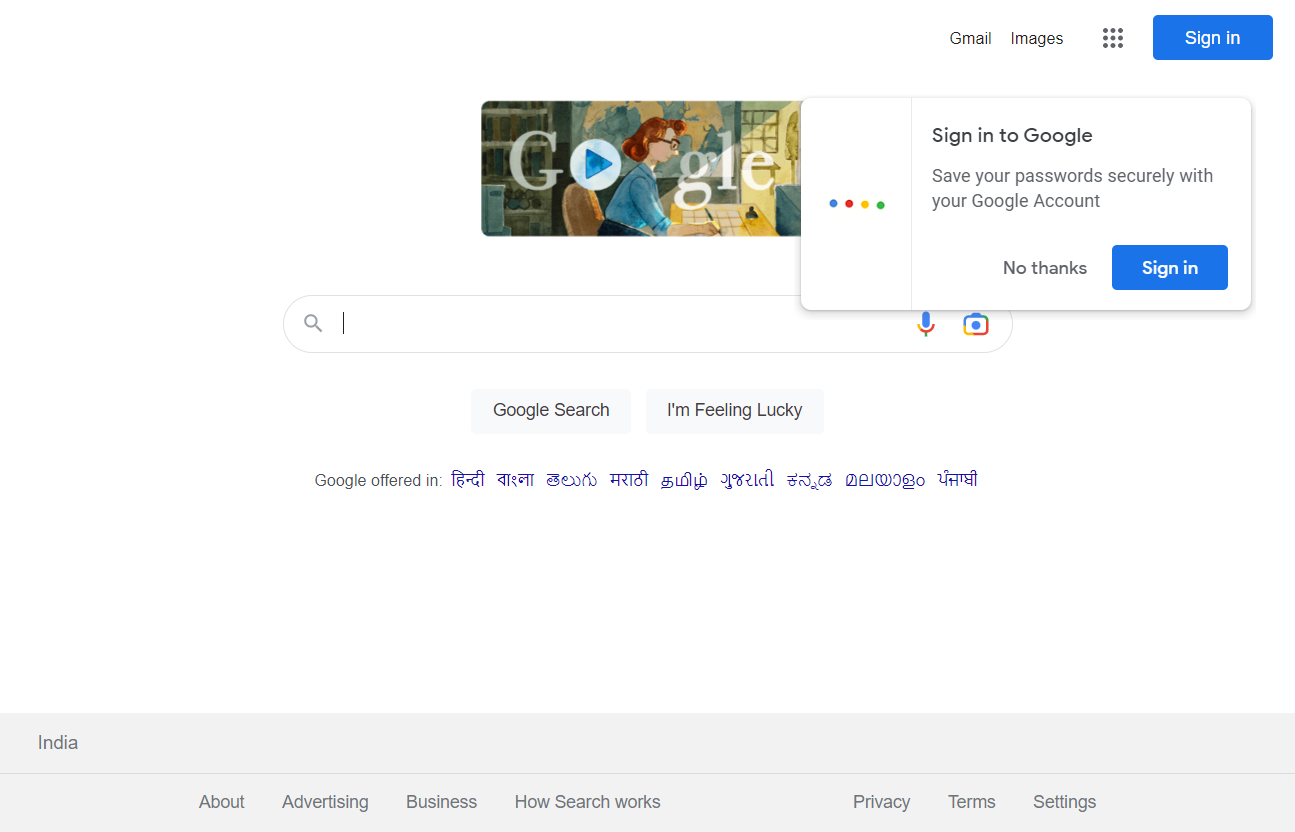 Gmail Images Sign in
Google
Sign in to Google
Save your passwords securely with
your Google Account
No thanks Sign in
Google Search I'm Feeling Lucky
Google offered in: हिन्दी বাংলা తెలుగు मराठी தமிழ் ગુજરાતી ಕನ್ನಡ മലയാളം ਪੰਜਾਬੀ
India
About Advertising Business How Search works Privacy Terms Settings